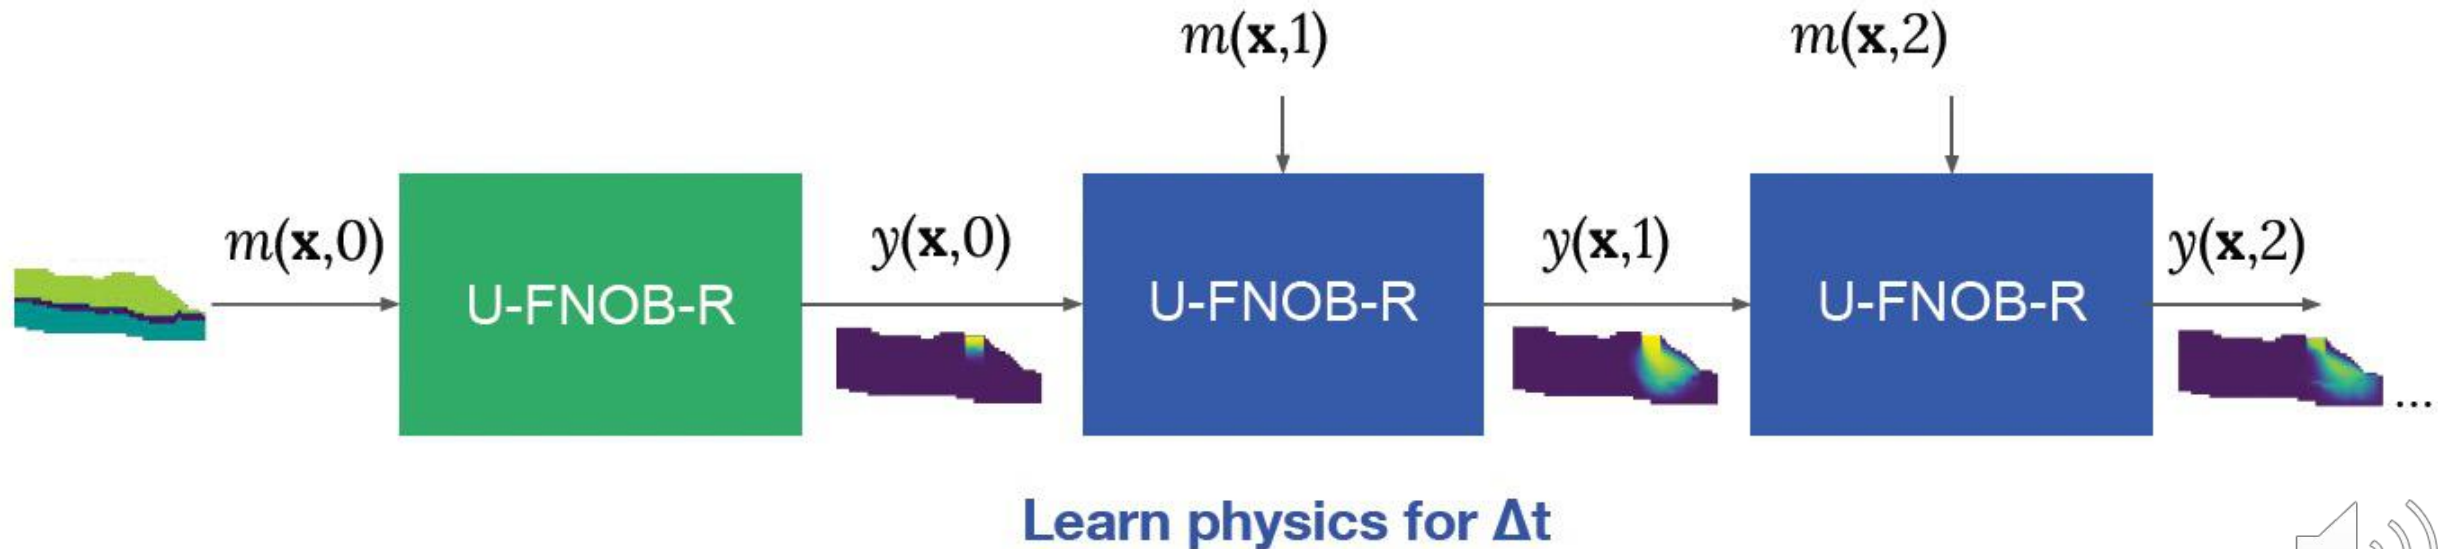 m(x,1) m(x,2)
m(x,0) y(x,0) y(x,1) y(x,2)
U-FNOB-R U-FNOB-R U-FNOB-R
...
Learn physics for Δt